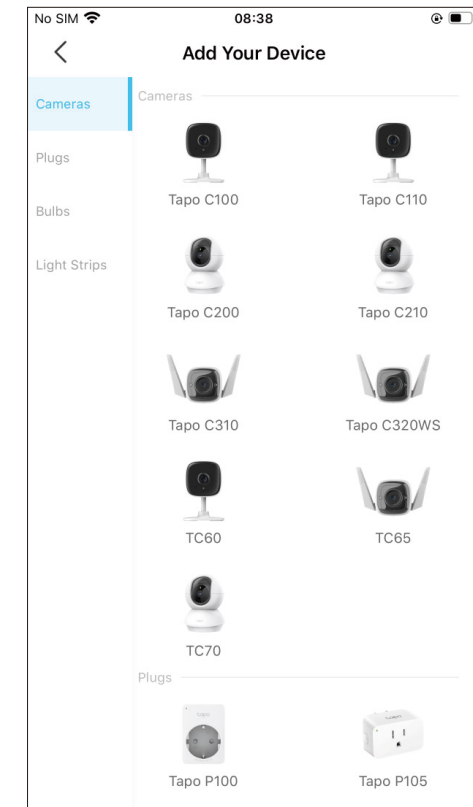 No SIM 08:38
Add Your Device
Cameras
Plugs
Bulbs
Light Strips
Cameras
Tapo C100 Tapo C110
Tapo C200 Tapo C210
Tapo C310 Tapo C320WS
TC60 TC65
TC70
Plugs
tapo
Tapo P100 Tapo P105